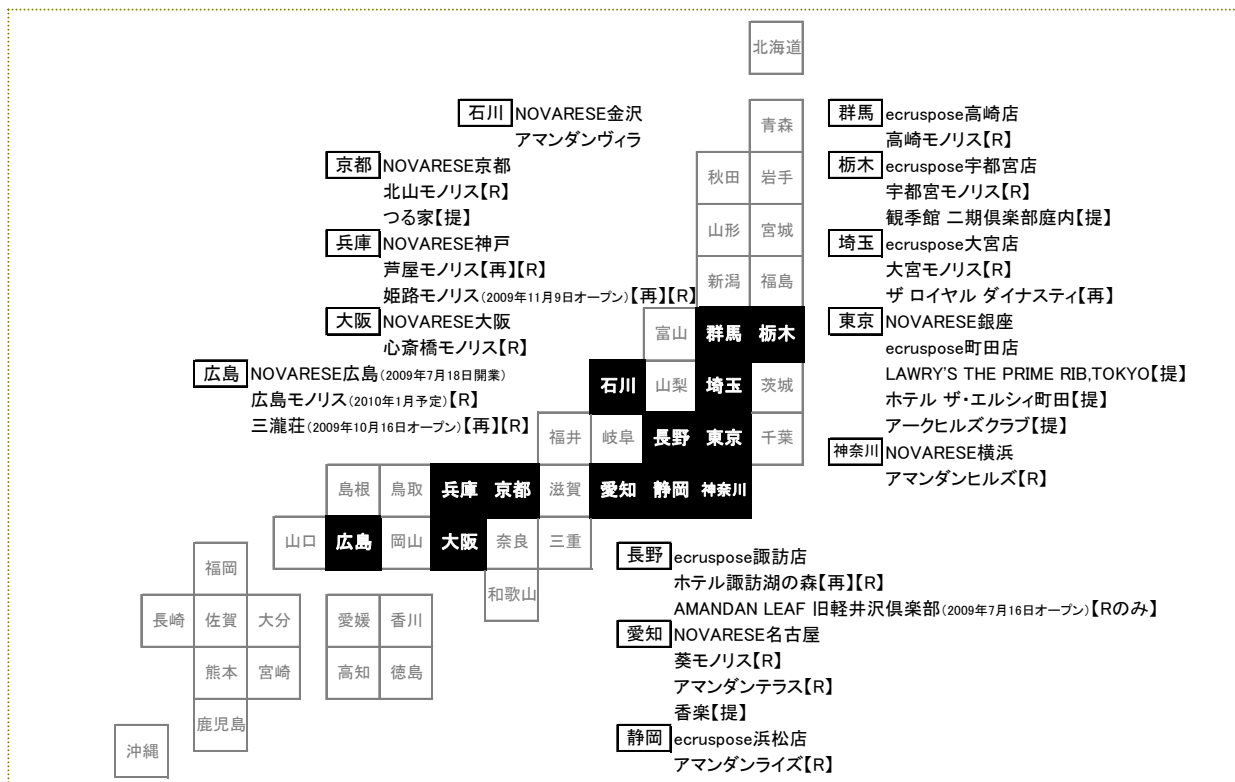 北海道
石川 NOVARESE金沢
アマンダンヴィラ
京都 NOVARESE京都
北山モノリス【R】
つる家【提】
兵庫 NOVARESE神戸
芦屋モノリス【再】【R】
姫路モノリス(2009年11月9日オープン)【再】【R】
大阪 NOVARESE大阪
心斎橋モノリス【R】
広島 NOVARESE広島(2009年7月18日開業)
広島モノリス(2010年1月予定)【R】
三瀧荘(2009年10月16日オープン)【再】【R】
群馬 ecruspose高崎店
高崎モノリス【R】
栃木 ecruspose宇都宮店
宇都宮モノリス【R】
観季館 二期倶楽部庭内【提】
埼玉 ecruspose大宮店
大宮モノリス【R】
ザ ロイヤル ダイナスティ【再】
東京 NOVARESE銀座
ecruspose町田店
LAWRY'S THE PRIME RIB,TOKYO【提】
ホテル ザ・エルシィ町田【提】
アークヒルズクラブ【提】
神奈川 NOVARESE横浜
アマンダンヒルズ【R】
青森
秋田 岩手
山形 宮城
新潟 福島
富山 群馬 栃木
石川 山梨 埼玉 茨城
福井 岐阜 長野 東京 千葉
島根 鳥取 兵庫 京都 滋賀 愛知 静岡 神奈川
山口 広島 岡山 大阪 奈良 三重
福岡 和歌山
長崎 佐賀 大分 愛媛 香川
熊本 宮崎 高知 徳島
鹿児島
沖縄
長野 ecruspose諏訪店
ホテル諏訪湖の森【再】【R】
AMANDAN LEAF 旧軽井沢倶楽部(2009年7月16日オープン)【Rのみ】
愛知 NOVARESE名古屋
葵モノリス【R】
アマンダンテラス【R】
香楽【提】
静岡 ecruspose浜松店
アマンダンライズ【R】